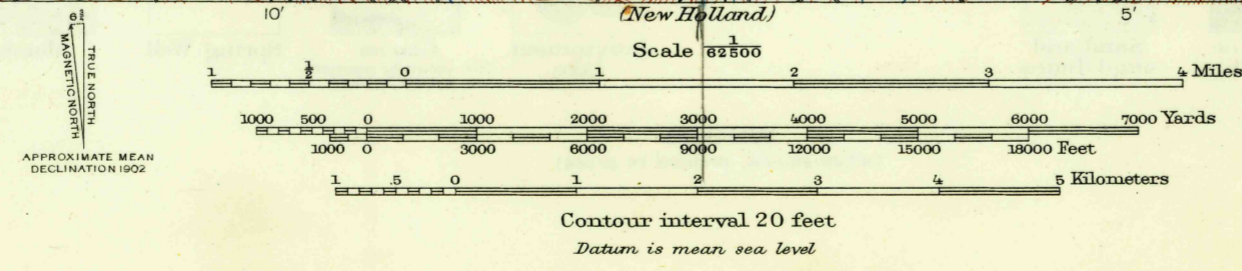 10′ (New Holland) 5′
Scale 1/62500
1 ½ 0 1 2 3 4 Miles
1000 500 0 1000 2000 3000 4000 5000 6000 7000 Yards
1000 0 3000 6000 9000 12000 15000 18000 Feet
1 .5 0 1 2 3 4 5 Kilometers
Contour interval 20 feet
Datum is mean sea level
TRUE NORTH
MAGNETIC NORTH
APPROXIMATE MEAN
DECLINATION 1902